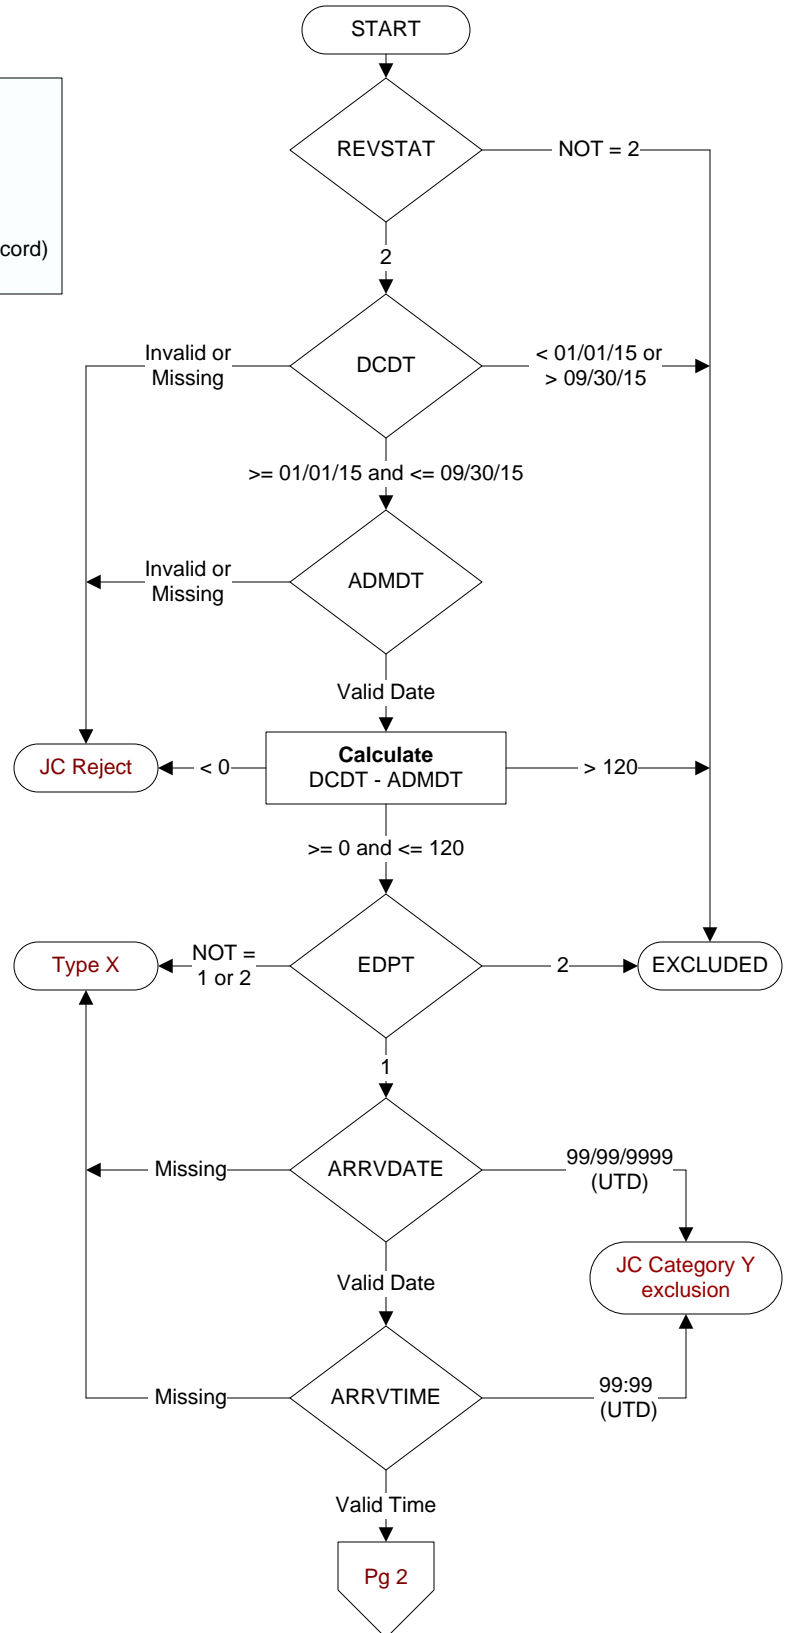 START
REVSTAT
NOT = 2
cord)
2
Invalid or
Missing
DCDT
< 01/01/15 or
> 09/30/15
>= 01/01/15 and <= 09/30/15
Invalid or
Missing
ADMDT
Valid Date
JC Reject
< 0
Calculate
DCDT - ADMDT
> 120
>= 0 and <= 120
Type X
NOT =
1 or 2
EDPT
2
EXCLUDED
1
Missing
ARRVDATE
99/99/9999
(UTD)
JC Category Y
exclusion
Valid Date
Missing
ARRVTIME
99:99
(UTD)
Valid Time
Pg 2